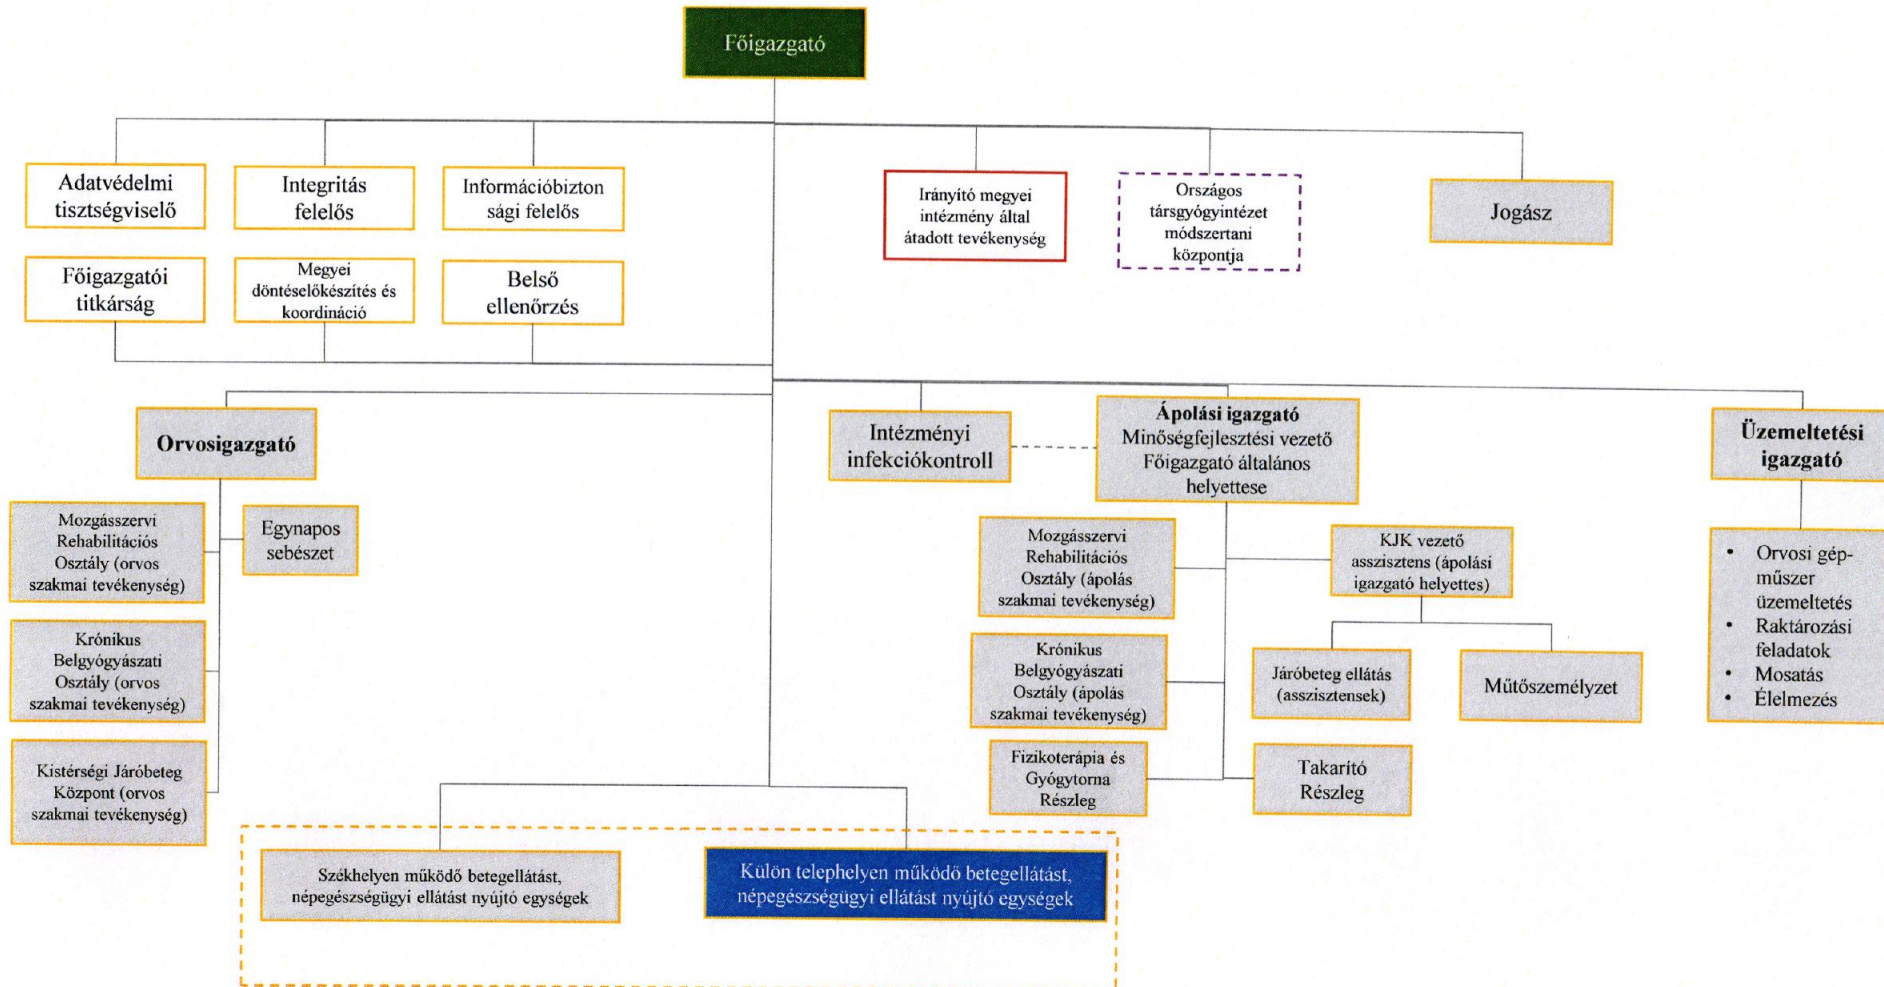 Főigazgató
Adatvédelmi
tisztségviselő
Integritás
felelős
Információbizton
sági felelős
Irányító megyei
intézmény által
átadott tevékenység
Országos
társgyógyintézet
módszertani
központja
Jogász
Főigazgatói
titkárság
Megyei
döntéselőkészítés és
koordináció
Belső
ellenőrzés
Orvosigazgató
Intézményi
infekciókontroll
Ápolási igazgató
Minőségfejlesztési vezető
Főigazgató általános
helyettese
Üzemeltetési
igazgató
Mozgásszervi
Rehabilitációs
Osztály (orvos
szakmai tevékenység)
Egynapos
sebészet
Krónikus
Belgyógyászati
Osztály (orvos
szakmai tevékenység)
Kistérségi Járóbeteg
Központ (orvos
szakmai tevékenység)
Mozgásszervi
Rehabilitációs
Osztály (ápolás
szakmai tevékenység)
KJK vezető
asszisztens (ápolási
igazgató helyettes)
Krónikus
Belgyógyászati
Osztály (ápolás
szakmai tevékenység)
Járóbeteg ellátás
(asszisztensek)
Műtőszemélyzet
Fizikoterápia és
Gyógytorna
Részleg
Takarító
Részleg
• Orvosi gép-
műszer
üzemeltetés
• Raktározási
feladatok
• Mosatás
• Élelmezés
Székhelyen működő betegellátást,
népegészségügyi ellátást nyújtó egységek
Külön telephelyen működő betegellátást,
népegészségügyi ellátást nyújtó egységek